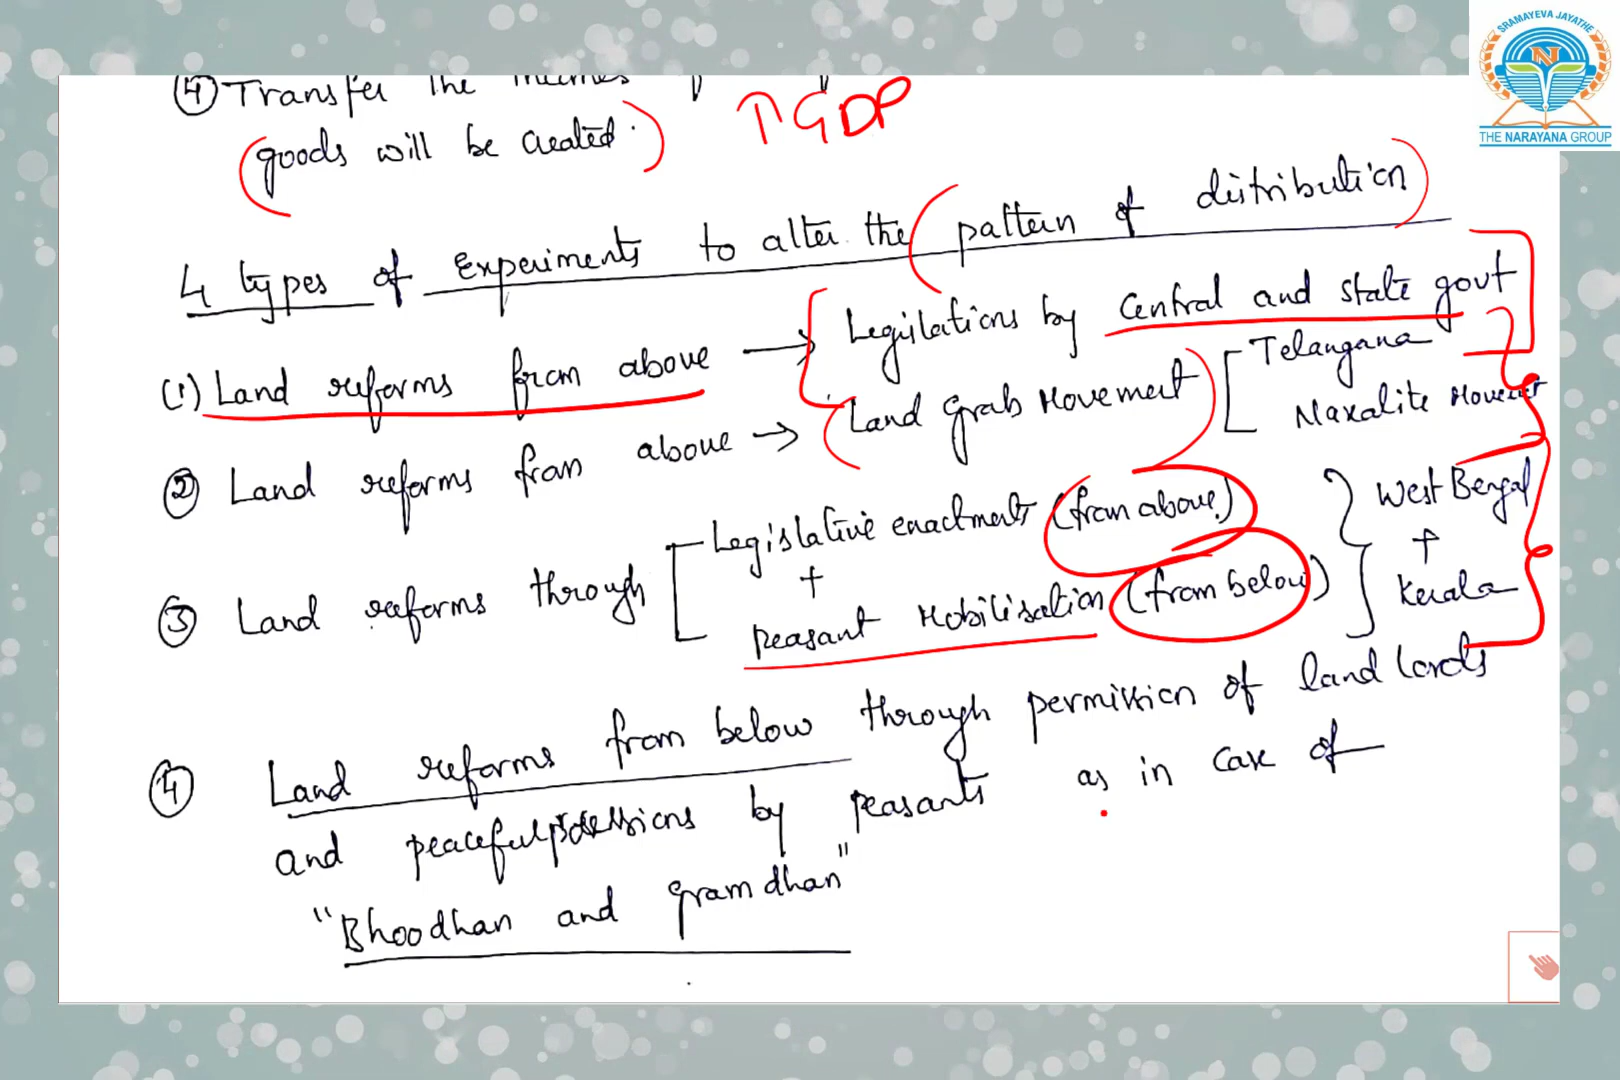 SRAMAYEVA JAYATHE
N
THE NARAYANA GROUP
④ Transfer the
goods will be created. ↑ GDP
4 types of experiments to alter the pattern of distribution
(1) Land reforms from above → Legislations by Central and state govt
② Land reforms from above → Land Grab Movement [ Telangana
Naxalite Movement
③ Land reforms through [ Legislative enactments (from above) } West Bengal
+ +
peasant Mobilisation (from below) Kerala
④ Land reforms from below through permission of land lords
and peaceful by peasants as in case of
"Bhoodhan and gramdhan"